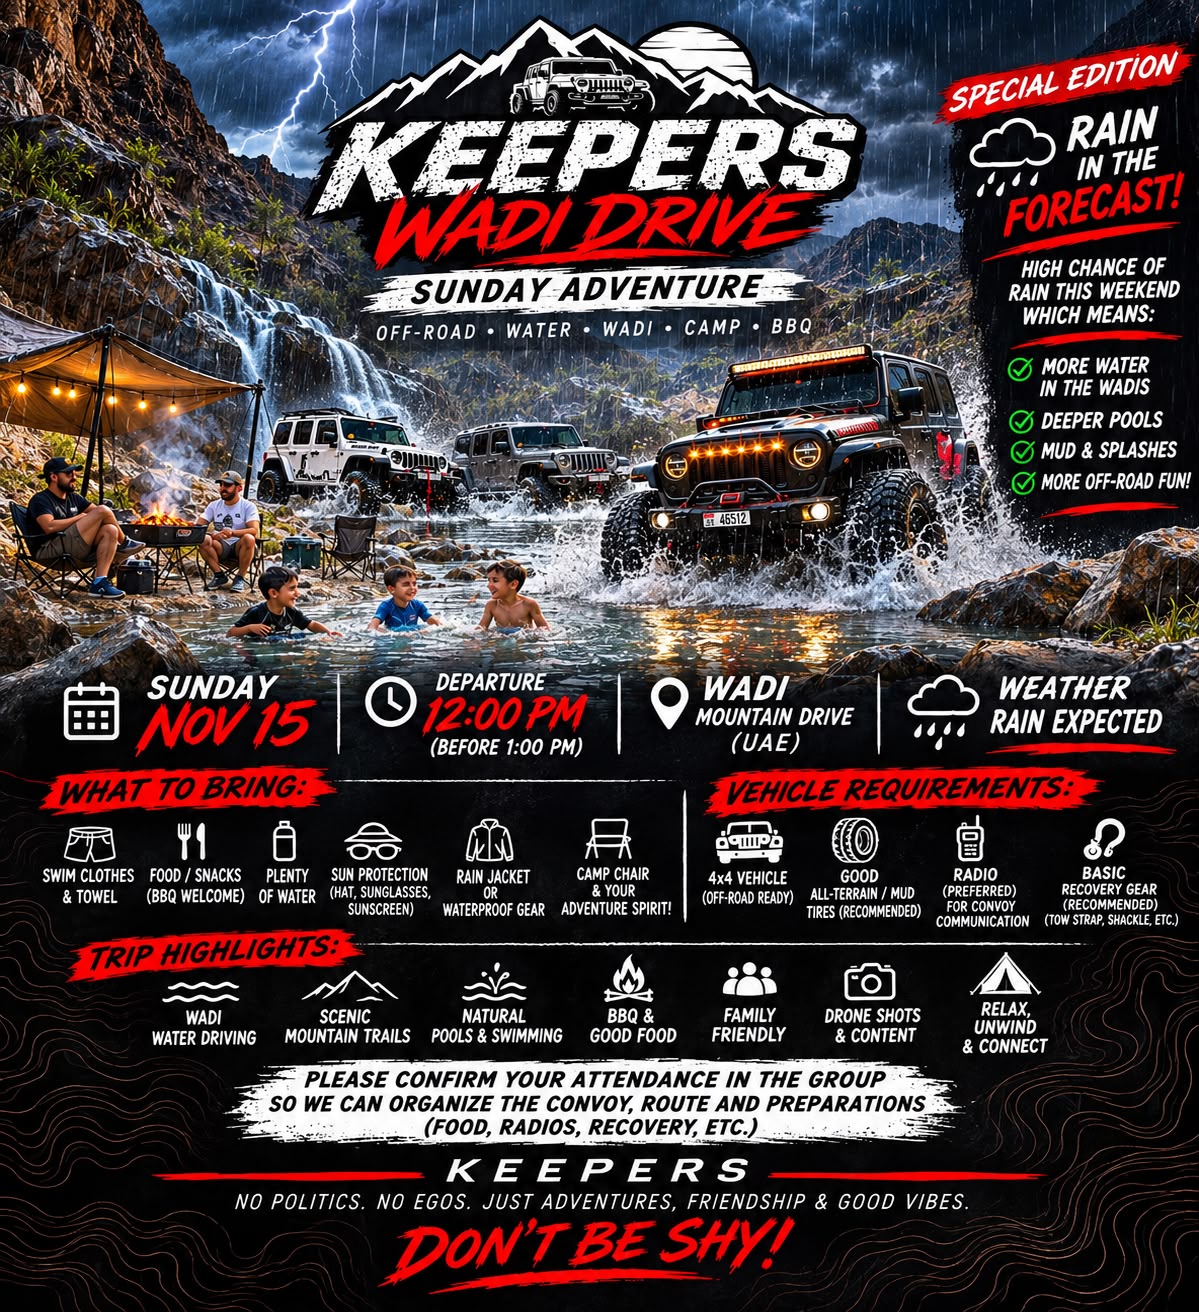 KEEPERS
WADI DRIVE
SUNDAY ADVENTURE
OFF-ROAD • WATER • WADI • CAMP • BBQ
SPECIAL EDITION
RAIN
IN THE
FORECAST!
HIGH CHANCE OF
RAIN THIS WEEKEND
WHICH MEANS:
MORE WATER
IN THE WADIS
DEEPER POOLS
MUD & SPLASHES
MORE OFF-ROAD FUN!
46512
SUNDAY
NOV 15
DEPARTURE
12:00 PM
(BEFORE 1:00 PM)
WADI
MOUNTAIN DRIVE
(UAE)
WEATHER
RAIN EXPECTED
WHAT TO BRING:
SWIM CLOTHES
& TOWEL
FOOD / SNACKS
(BBQ WELCOME)
PLENTY
OF WATER
SUN PROTECTION
(HAT, SUNGLASSES,
SUNSCREEN)
RAIN JACKET
OR
WATERPROOF GEAR
CAMP CHAIR
& YOUR
ADVENTURE SPIRIT!
VEHICLE REQUIREMENTS:
4x4 VEHICLE
(OFF-ROAD READY)
GOOD
ALL-TERRAIN / MUD
TIRES (RECOMMENDED)
RADIO
(PREFERRED)
FOR CONVOY
COMMUNICATION
BASIC
RECOVERY GEAR
(RECOMMENDED)
(TOW STRAP, SHACKLE, ETC.)
TRIP HIGHLIGHTS:
WADI
WATER DRIVING
SCENIC
MOUNTAIN TRAILS
NATURAL
POOLS & SWIMMING
BBQ &
GOOD FOOD
FAMILY
FRIENDLY
DRONE SHOTS
& CONTENT
RELAX,
UNWIND
& CONNECT
PLEASE CONFIRM YOUR ATTENDANCE IN THE GROUP
SO WE CAN ORGANIZE THE CONVOY, ROUTE AND PREPARATIONS
(FOOD, RADIOS, RECOVERY, ETC.)
KEEPERS
NO POLITICS. NO EGOS. JUST ADVENTURES, FRIENDSHIP & GOOD VIBES.
DON'T BE SHY!